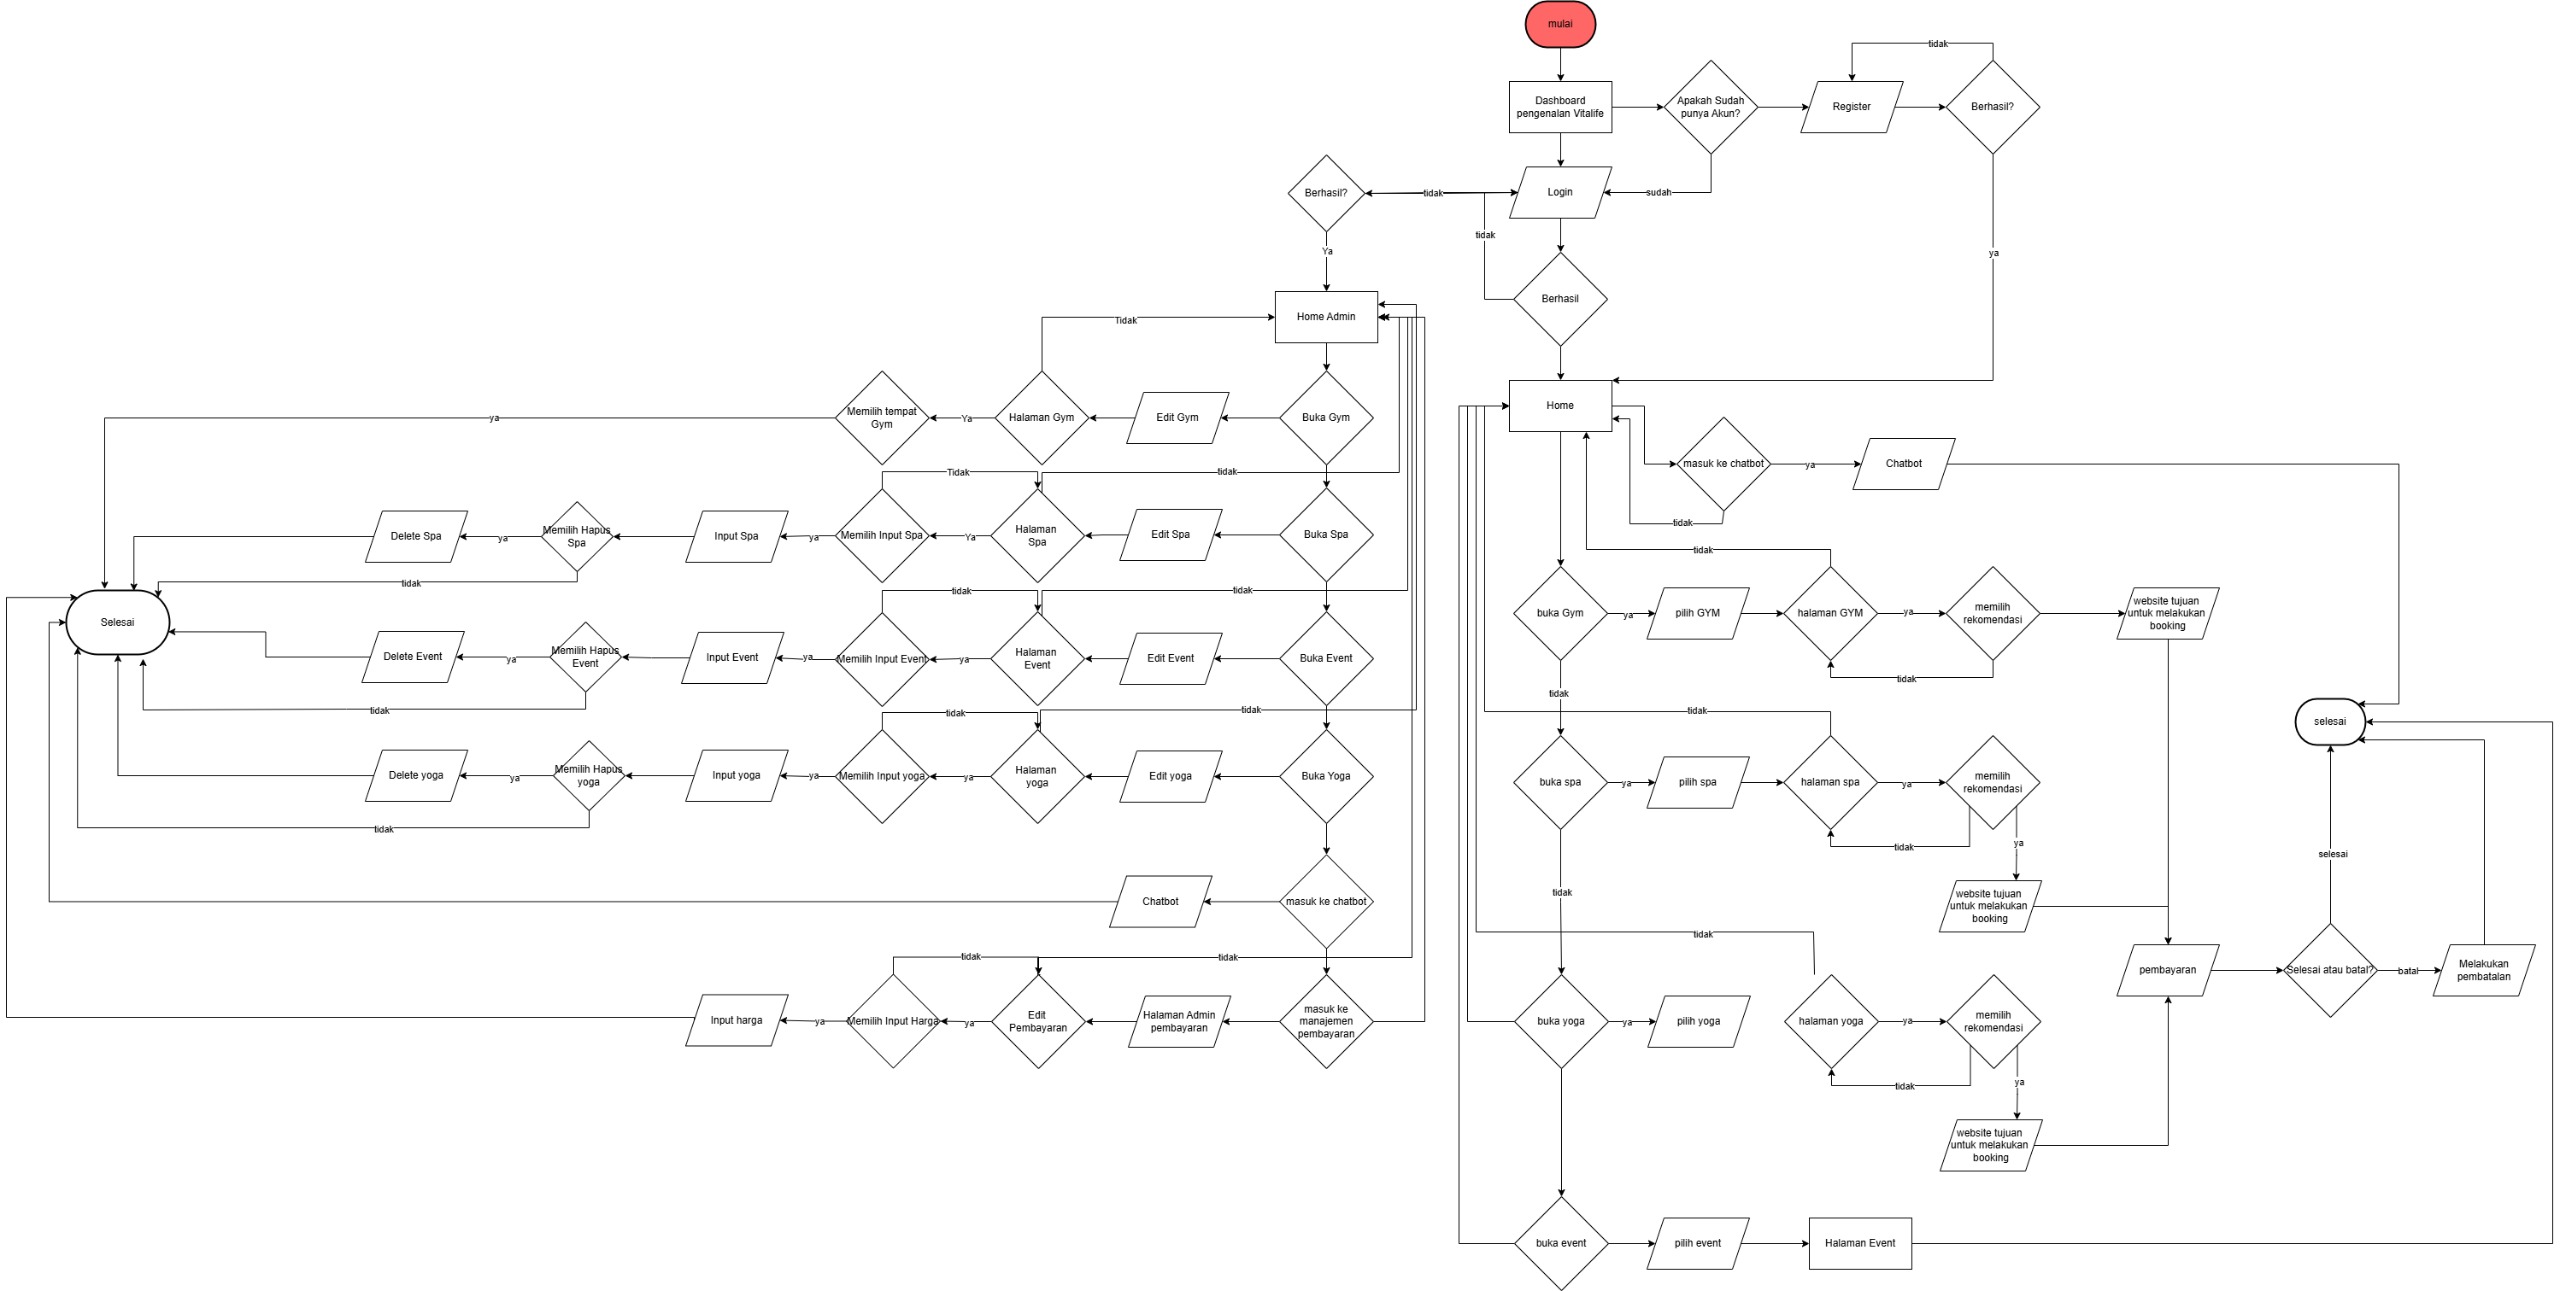 mulai
tidak
Dashboard
pengenalan Vitalife
Apakah Sudah
punya Akun?
Register
Berhasil?
Berhasil?
tidak
Login
sudah
tidak
Ya
ya
Berhasil
Home Admin
Tidak
Home
Memilih tempat
Gym
Ya
Halaman Gym
Edit Gym
Buka Gym
ya
masuk ke chatbot
ya
Chatbot
tidak
Tidak
tidak
Delete Spa
ya
Memilih Hapus
Spa
Input Spa
ya
Memilih Input Spa
Ya
Halaman
Spa
Edit Spa
Buka Spa
tidak
tidak
tidak
tidak
Selesai
buka Gym
ya
pilih GYM
halaman GYM
ya
memilih
rekomendasi
website tujuan
untuk melakukan
booking
tidak
Delete Event
ya
Memilih Hapus
Event
Input Event
ya
Memilih Input Event
ya
Halaman
Event
Edit Event
Buka Event
tidak
tidak
tidak
tidak
tidak
selesai
Delete yoga
ya
Memilih Hapus
yoga
Input yoga
ya
Memilih Input yoga
ya
Halaman
yoga
Edit yoga
Buka Yoga
buka spa
ya
pilih spa
halaman spa
ya
memilih
rekomendasi
tidak
tidak
ya
selesai
Chatbot
masuk ke chatbot
tidak
website tujuan
untuk melakukan
booking
tidak
tidak
tidak
pembayaran
Selesai atau batal?
batal
Melakukan
pembatalan
Input harga
ya
Memilih Input Harga
ya
Edit
Pembayaran
Halaman Admin
pembayaran
masuk ke
manajemen
pembayaran
buka yoga
ya
pilih yoga
halaman yoga
ya
memilih
rekomendasi
tidak
ya
website tujuan
untuk melakukan
booking
buka event
pilih event
Halaman Event